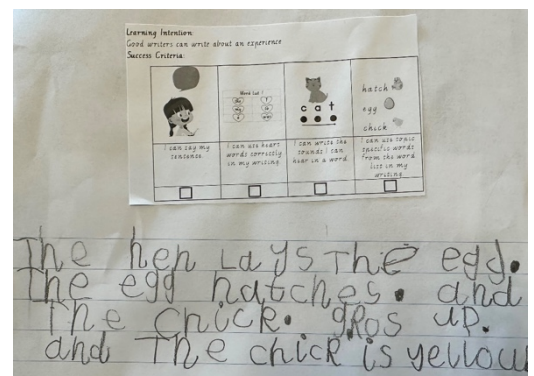 Learning Intention:
Good writers can write about an experience
Success Criteria:
Word List 1
c a t
hatch
egg
chick
I can say my sentence.
I can use heart words correctly in my writing.
I can write the sounds I can hear in a word.
I can use topic specific words from the word list in my writing.
The hen Lays The egg.
The egg hatches. and
The chick. gros up.
and The chick is yellow